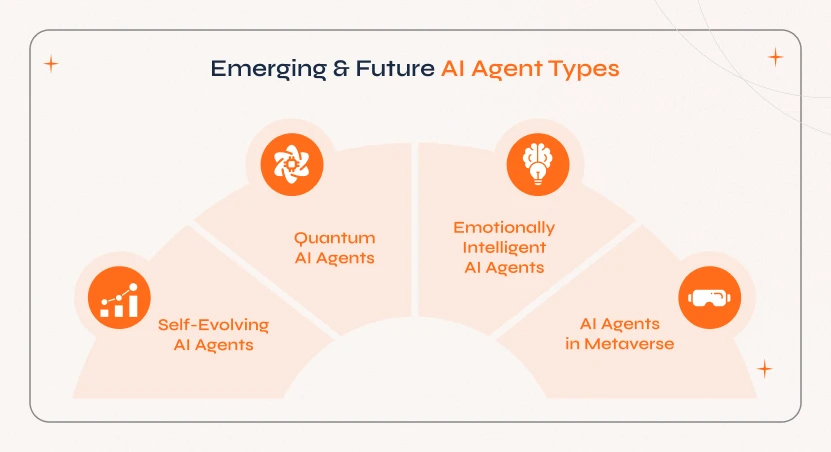 Emerging & Future AI Agent Types
Self-Evolving
AI Agents
Quantum
AI Agents
Emotionally
Intelligent
AI Agents
AI Agents
in Metaverse